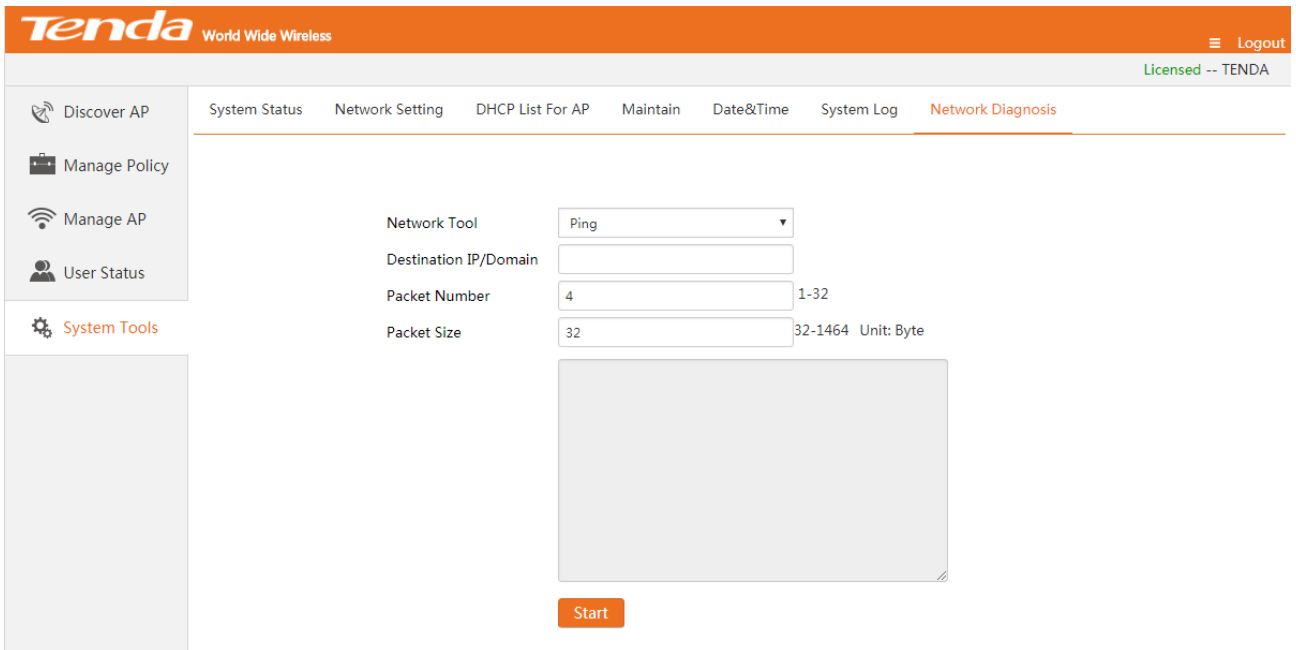 Tenda World Wide Wireless
≡ Logout
Licensed -- TENDA
Discover AP
Manage Policy
Manage AP
User Status
System Tools
System Status Network Setting DHCP List For AP Maintain Date&Time System Log Network Diagnosis
Network Tool Ping
Destination IP/Domain
Packet Number 4 1-32
Packet Size 32 32-1464 Unit: Byte
Start